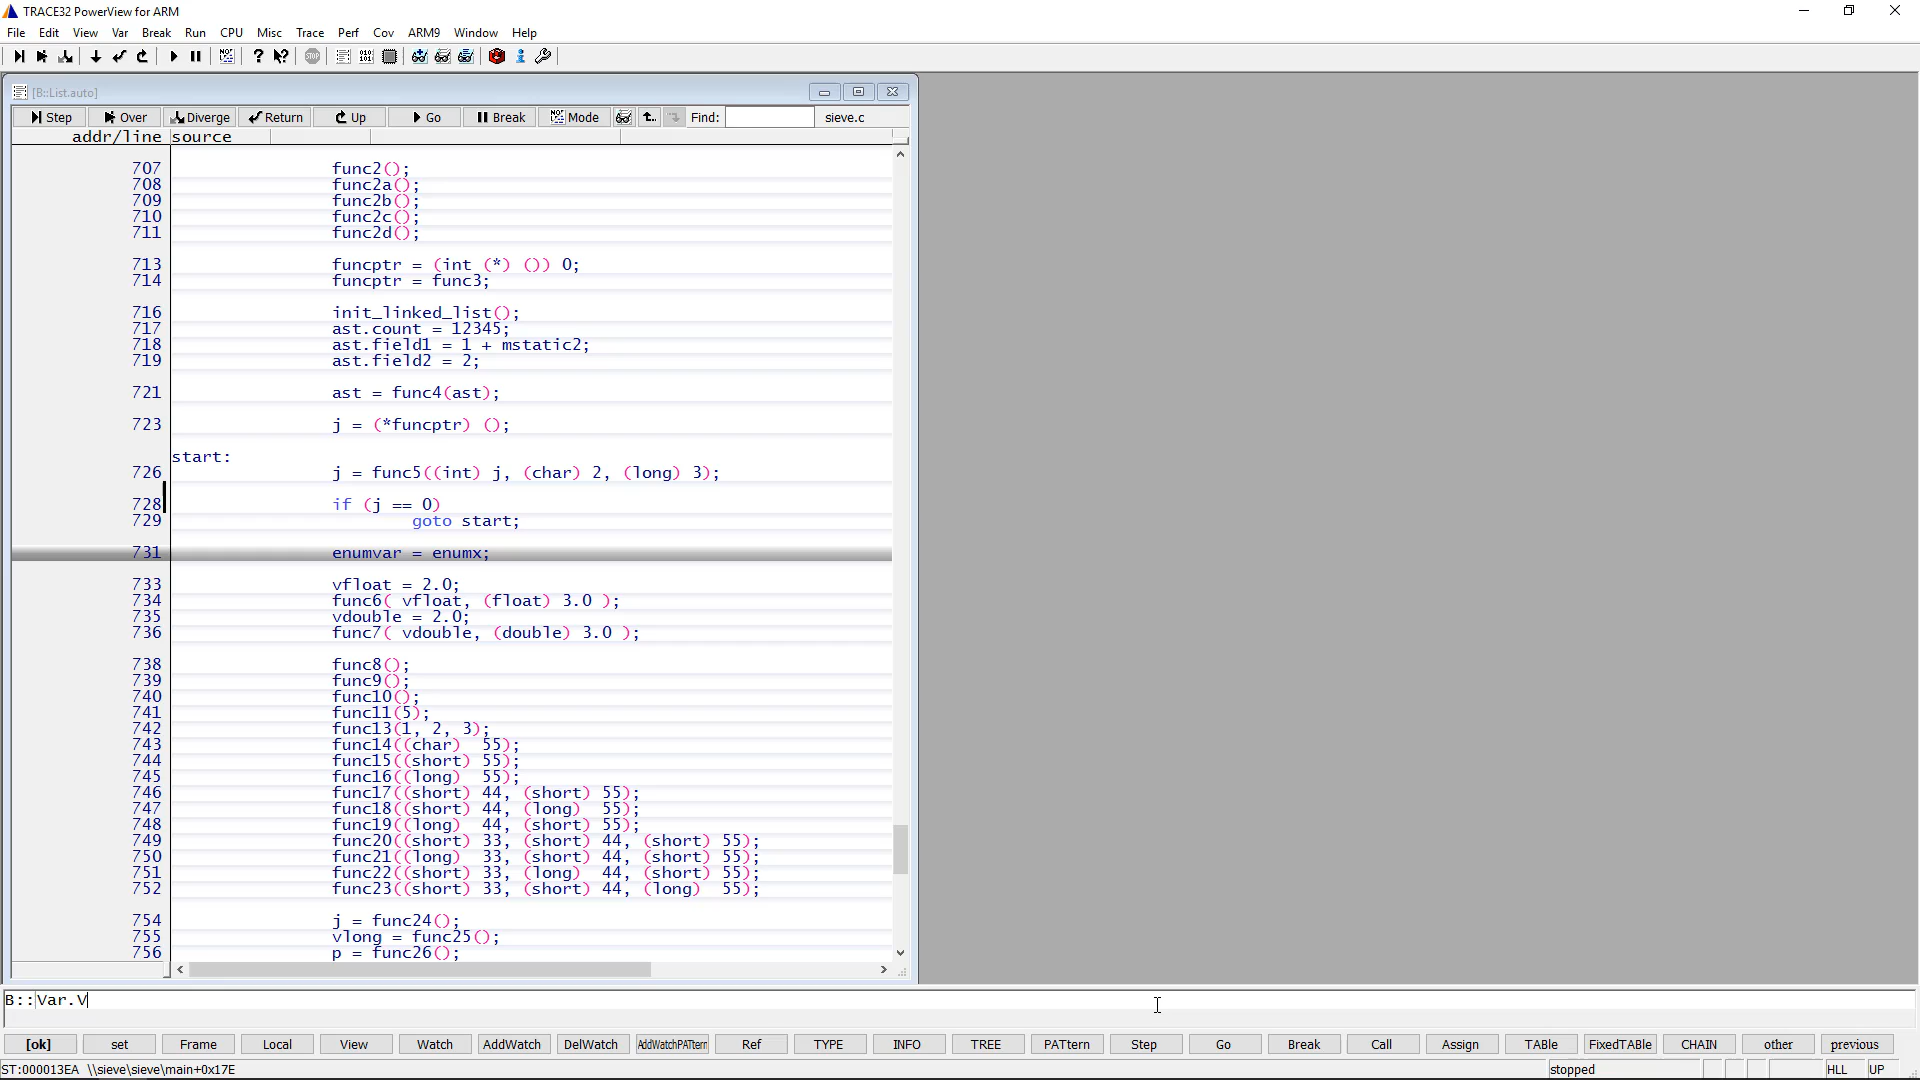 TRACE32 PowerView for ARM
File Edit View Var Break Run CPU Misc Trace Perf Cov ARM9 Window Help
[B::List.auto]
Step Over Diverge Return Up Go Break Mode Find: sieve.c
addr/line source
707 func2();
708 func2a();
709 func2b();
710 func2c();
711 func2d();
713 funcptr = (int (*) ()) 0;
714 funcptr = func3;
716 init_linked_list();
717 ast.count = 12345;
718 ast.field1 = 1 + mstatic2;
719 ast.field2 = 2;
721 ast = func4(ast);
723 j = (*funcptr) ();
start:
726 j = func5((int) j, (char) 2, (long) 3);
728 if (j == 0)
729 goto start;
731 enumvar = enumx;
733 vfloat = 2.0;
734 func6( vfloat, (float) 3.0 );
735 vdouble = 2.0;
736 func7( vdouble, (double) 3.0 );
738 func8();
739 func9();
740 func10();
741 func11(5);
742 func13(1, 2, 3);
743 func14((char)  55);
744 func15((short) 55);
745 func16((long)  55);
746 func17((short) 44, (short) 55);
747 func18((short) 44, (long)  55);
748 func19((long)  44, (short) 55);
749 func20((short) 33, (short) 44, (short) 55);
750 func21((long)  33, (short) 44, (short) 55);
751 func22((short) 33, (long)  44, (short) 55);
752 func23((short) 33, (short) 44, (long)  55);
754 j = func24();
755 vlong = func25();
756 p = func26();
B::Var.V
[ok] set Frame Local View Watch AddWatch DelWatch AddWatchPATtern Ref TYPE INFO TREE PATtern Step Go Break Call Assign TABle FixedTABle CHAIN other previous
ST:000013EA \\sieve\sieve\main+0x17E stopped HLL UP